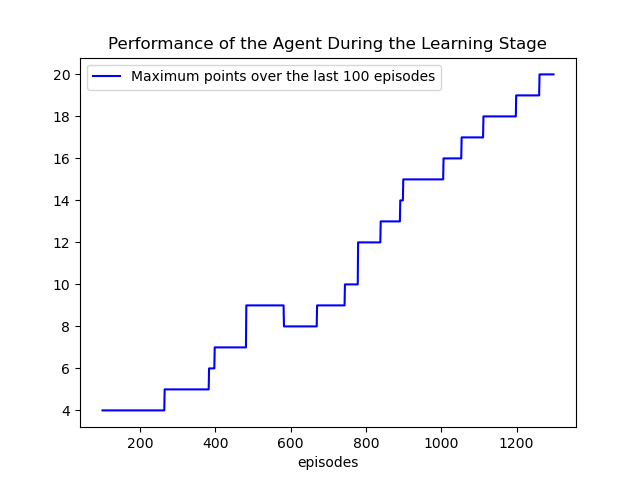 Performance of the Agent During the Learning Stage
Maximum points over the last 100 episodes
20
18
16
14
12
10
8
6
4
200 400 600 800 1000 1200
episodes